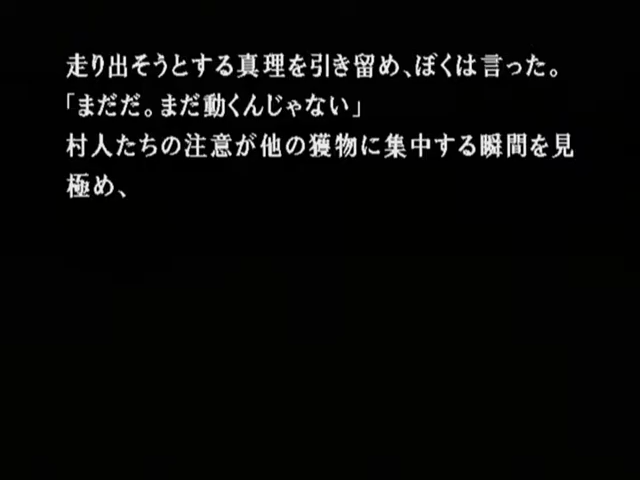 走り出そうとする真理を引き留め、ぼくは言った。
「まだだ。まだ動くんじゃない」
村人たちの注意が他の獲物に集中する瞬間を見
極め、